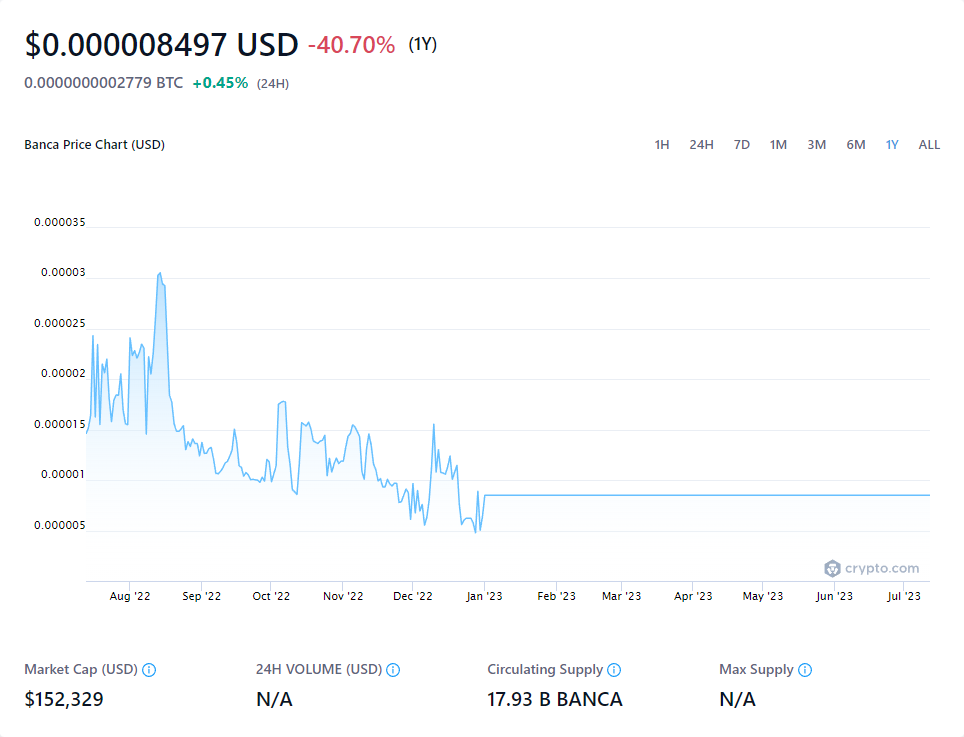 $0.000008497 USD -40.70% (1Y)
0.0000000002779 BTC +0.45% (24H)
Banca Price Chart (USD) 1H 24H 7D 1M 3M 6M 1Y ALL
0.000035
0.00003
0.000025
0.00002
0.000015
0.00001
0.000005
crypto.com
Aug '22 Sep '22 Oct '22 Nov '22 Dec '22 Jan '23 Feb '23 Mar '23 Apr '23 May '23 Jun '23 Jul '23
Market Cap (USD) 24H VOLUME (USD) Circulating Supply Max Supply
$152,329 N/A 17.93 B BANCA N/A